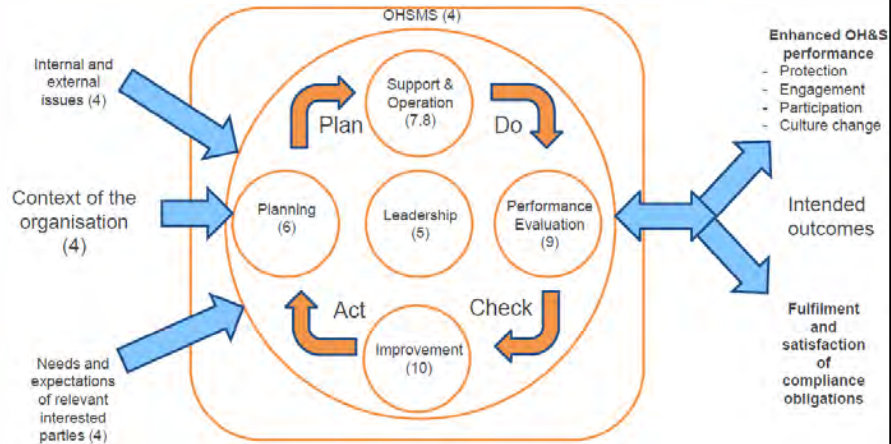 OHSMS (4)
Internal and
external
issues (4)
Context of the
organisation
(4)
Needs and
expectations
of relevant
interested
parties (4)
Support &
Operation
(7.8)
Plan
Do
Planning
(6)
Leadership
(5)
Performance
Evaluation
(9)
Act
Check
Improvement
(10)
Enhanced OH&S
performance
- Protection
- Engagement
- Participation
- Culture change
Intended
outcomes
Fulfilment
and
satisfaction
of
compliance
obligations